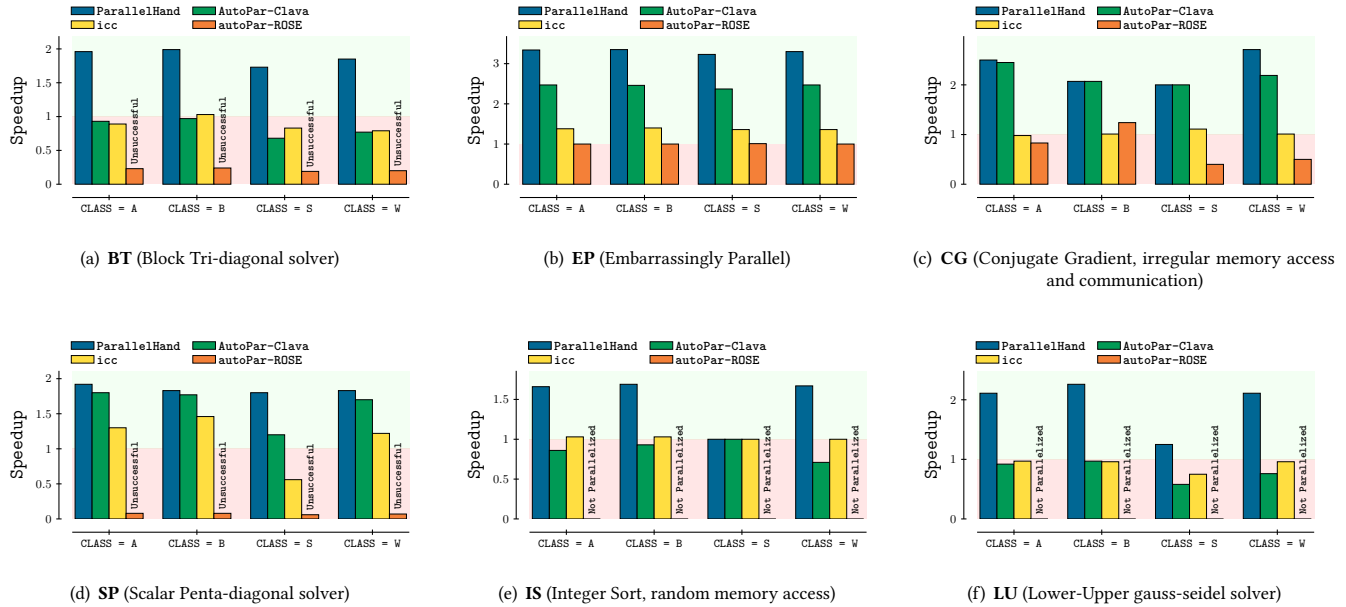 ParallelHand AutoPar-Clava
icc autoPar-ROSE
Speedup
2
1.5
1
0.5
0
Unsuccessful
Unsuccessful
Unsuccessful
Unsuccessful
CLASS = A CLASS = B CLASS = S CLASS = W
(a) BT (Block Tri-diagonal solver)
ParallelHand AutoPar-Clava
icc autoPar-ROSE
Speedup
3
2
1
0
CLASS = A CLASS = B CLASS = S CLASS = W
(b) EP (Embarrassingly Parallel)
ParallelHand AutoPar-Clava
icc autoPar-ROSE
Speedup
2
1
0
CLASS = A CLASS = B CLASS = S CLASS = W
(c) CG (Conjugate Gradient, irregular memory access
and communication)
ParallelHand AutoPar-Clava
icc autoPar-ROSE
Speedup
2
1.5
1
0.5
0
Unsuccessful
Unsuccessful
Unsuccessful
Unsuccessful
CLASS = A CLASS = B CLASS = S CLASS = W
(d) SP (Scalar Penta-diagonal solver)
ParallelHand AutoPar-Clava
icc autoPar-ROSE
Speedup
1.5
1
0.5
0
Not Parallelized
Not Parallelized
Not Parallelized
Not Parallelized
CLASS = A CLASS = B CLASS = S CLASS = W
(e) IS (Integer Sort, random memory access)
ParallelHand AutoPar-Clava
icc autoPar-ROSE
Speedup
2
1
0
Not Parallelized
Not Parallelized
Not Parallelized
Not Parallelized
CLASS = A CLASS = B CLASS = S CLASS = W
(f) LU (Lower-Upper gauss-seidel solver)